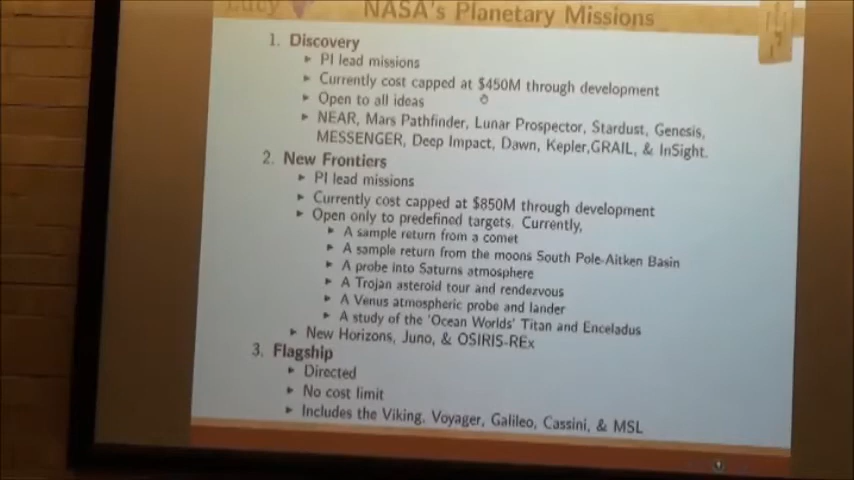 Lucy
NASA's Planetary Missions
1. Discovery
▸ PI lead missions
▸ Currently cost capped at $450M through development
▸ Open to all ideas
▸ NEAR, Mars Pathfinder, Lunar Prospector, Stardust, Genesis,
MESSENGER, Deep Impact, Dawn, Kepler,GRAIL, & InSight.
2. New Frontiers
▸ PI lead missions
▸ Currently cost capped at $850M through development
▸ Open only to predefined targets. Currently,
▸ A sample return from a comet
▸ A sample return from the moons South Pole-Aitken Basin
▸ A probe into Saturns atmosphere
▸ A Trojan asteroid tour and rendezvous
▸ A Venus atmospheric probe and lander
▸ A study of the 'Ocean Worlds' Titan and Enceladus
▸ New Horizons, Juno, & OSIRIS-REx
3. Flagship
▸ Directed
▸ No cost limit
▸ Includes the Viking, Voyager, Galileo, Cassini, & MSL